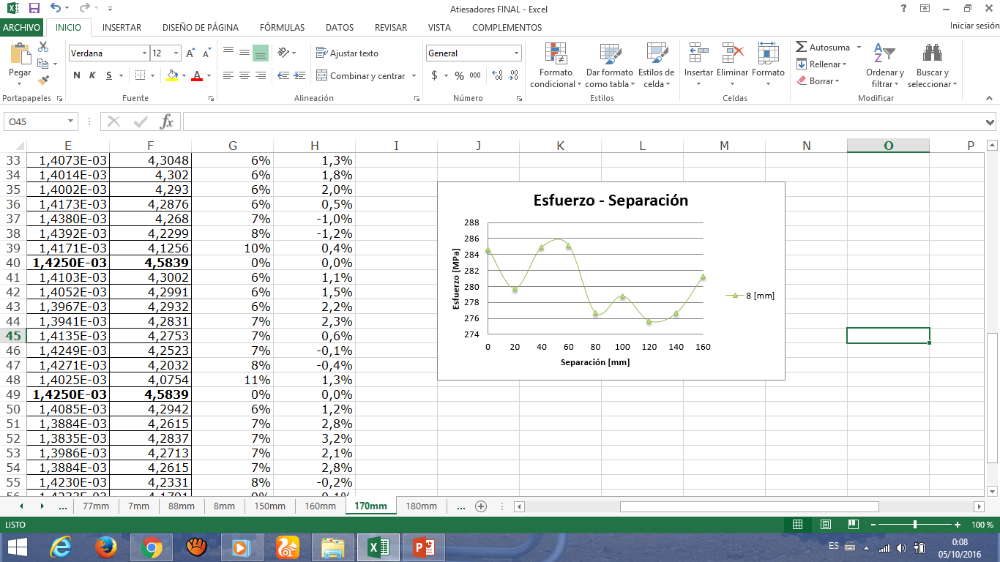 Atiesadores FINAL - Excel
?
ARCHIVO INICIO INSERTAR DISEÑO DE PÁGINA FÓRMULAS DATOS REVISAR VISTA COMPLEMENTOS Iniciar sesión
Pegar
Verdana 12
Ajustar texto
General
N K S
Combinar y centrar
$ % 000
Formato condicional
Dar formato como tabla
Estilos de celda
Insertar Eliminar Formato
Autosuma
Rellenar
Borrar
Ordenar y filtrar
Buscar y seleccionar
Portapapeles Fuente Alineación Número Estilos Celdas Modificar
O45 fx
E F G H I J K L M N O P
33 1,4073E-03 4,3048 6% 1,3%
34 1,4014E-03 4,302 6% 1,8%
35 1,4002E-03 4,293 6% 2,0%
36 1,4173E-03 4,2876 6% 0,5%
37 1,4380E-03 4,268 7% -1,0%
38 1,4392E-03 4,2299 8% -1,2%
39 1,4171E-03 4,1256 10% 0,4%
40 1,4250E-03 4,5839 0% 0,0%
41 1,4103E-03 4,3002 6% 1,1%
42 1,4052E-03 4,2991 6% 1,5%
43 1,3967E-03 4,2932 6% 2,2%
44 1,3941E-03 4,2831 7% 2,3%
45 1,4135E-03 4,2753 7% 0,6%
46 1,4249E-03 4,2523 7% -0,1%
47 1,4271E-03 4,2032 8% -0,4%
48 1,4025E-03 4,0754 11% 1,3%
49 1,4250E-03 4,5839 0% 0,0%
50 1,4085E-03 4,2942 6% 1,2%
51 1,3884E-03 4,2615 7% 2,8%
52 1,3835E-03 4,2837 7% 3,2%
53 1,3986E-03 4,2713 7% 2,1%
54 1,3884E-03 4,2615 7% 2,8%
55 1,4230E-03 4,2331 8% -0,2%
Esfuerzo - Separación
Esfuerzo [MPa]
288
286
284
282
280
278
276
274
0 20 40 60 80 100 120 140 160
Separación [mm]
8 [mm]
... 77mm 7mm 88mm 8mm 150mm 160mm 170mm 180mm ...
LISTO 100 %
ES 0:08
05/10/2016